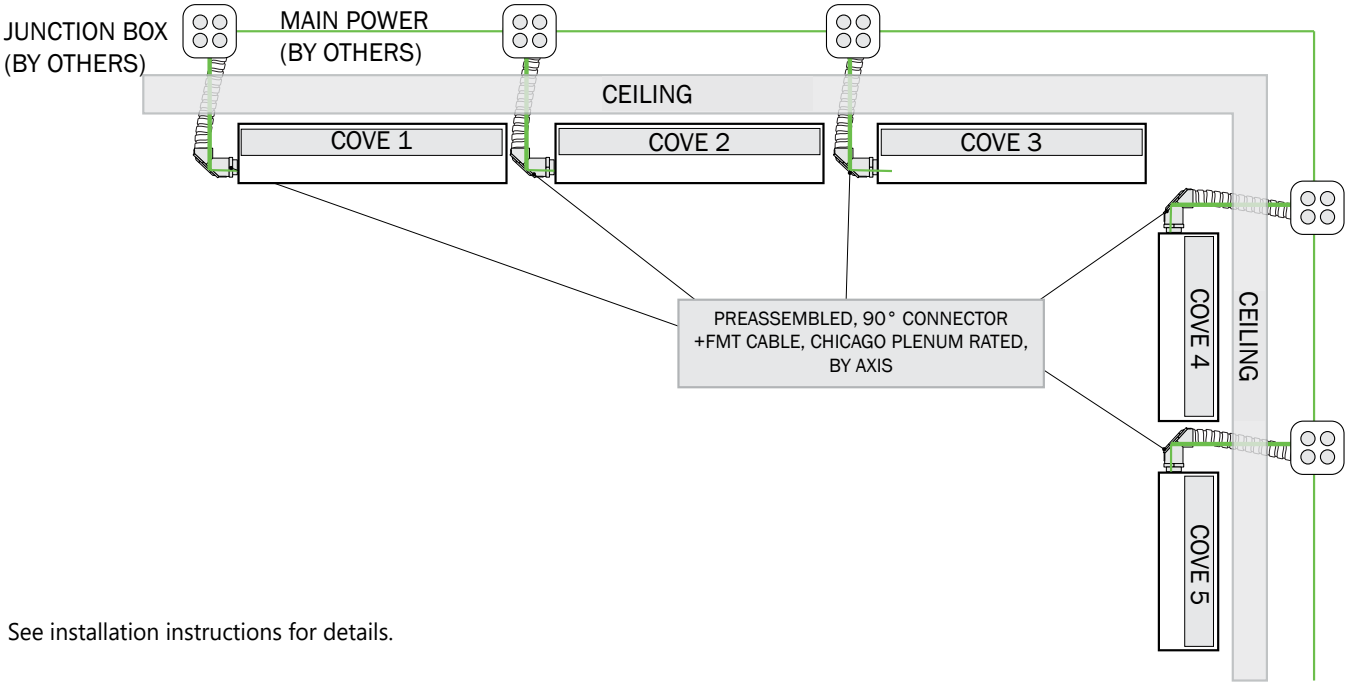 JUNCTION BOX
(BY OTHERS)
MAIN POWER
(BY OTHERS)
CEILING
COVE 1
COVE 2
COVE 3
PREASSEMBLED, 90° CONNECTOR
+FMT CABLE, CHICAGO PLENUM RATED,
BY AXIS
COVE 4
CEILING
COVE 5
See installation instructions for details.